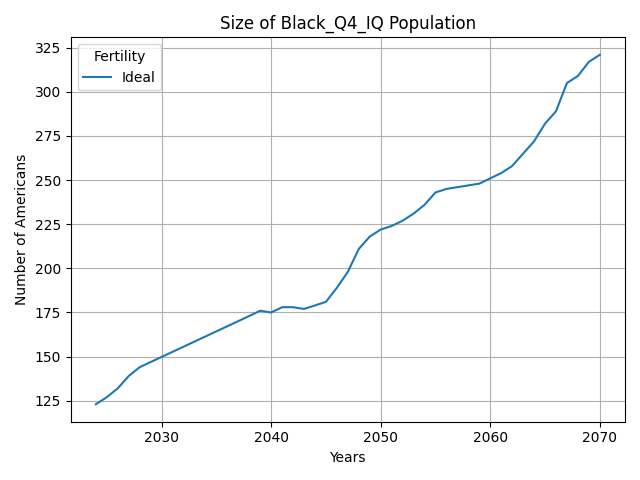 Size of Black_Q4_IQ Population
Fertility
Ideal
Number of Americans
325
300
275
250
225
200
175
150
125
2030
2040
2050
2060
2070
Years